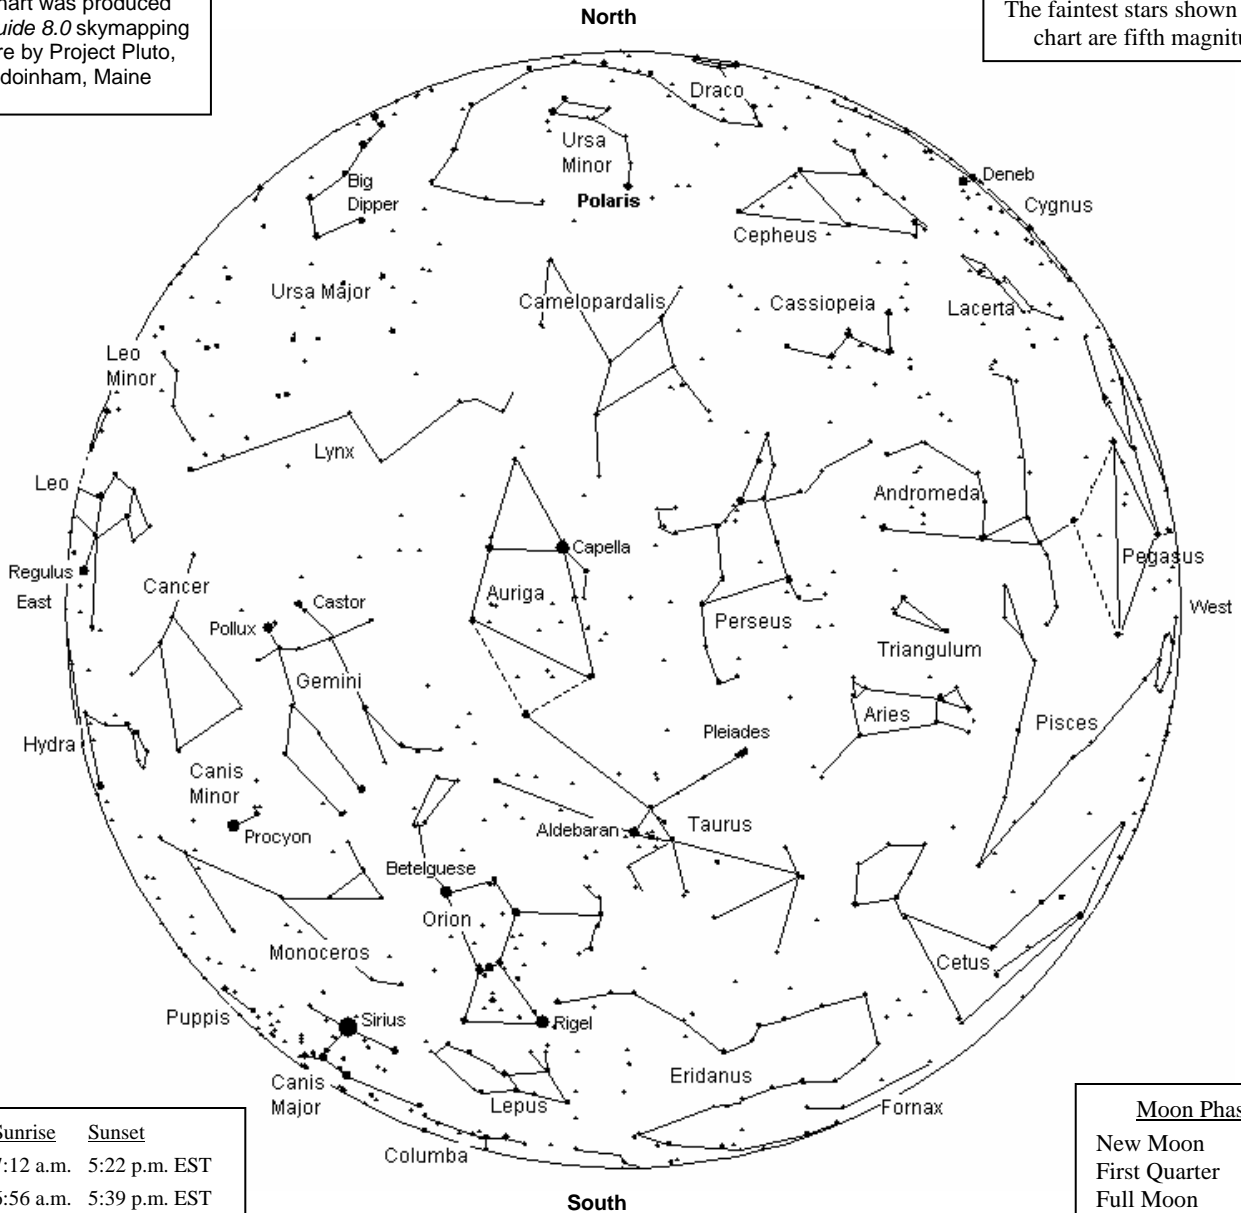 hart was produced
uide 8.0 skymapping
re by Project Pluto,
doinham, Maine
North
The faintest stars shown
chart are fifth magnitu
Draco
Ursa
Minor
Polaris
Big
Dipper
Deneb
Cygnus
Cepheus
Ursa Major
Camelopardalis
Cassiopeia
Lacerta
Leo
Minor
Lynx
Leo
Andromeda
Capella
Pegasus
Regulus
East
Cancer
Castor
Auriga
West
Pollux
Perseus
Triangulum
Gemini
Aries
Pisces
Hydra
Pleiades
Canis
Minor
Procyon
Aldebaran
Taurus
Betelguese
Orion
Monoceros
Cetus
Puppis
Sirius
Rigel
Canis
Major
Lepus
Eridanus
Fornax
Columba
South
Sunrise Sunset
7:12 a.m. 5:22 p.m. EST
6:56 a.m. 5:39 p.m. EST
Moon Phas
New Moon
First Quarter
Full Moon